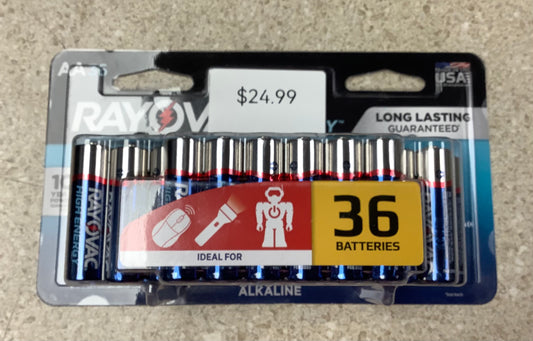 AA
$24.99
USA
RAYOVAC
LONG LASTING
GUARANTEED
RAYOVAC
HIGH ENERGY
36
BATTERIES
IDEAL FOR
ALKALINE